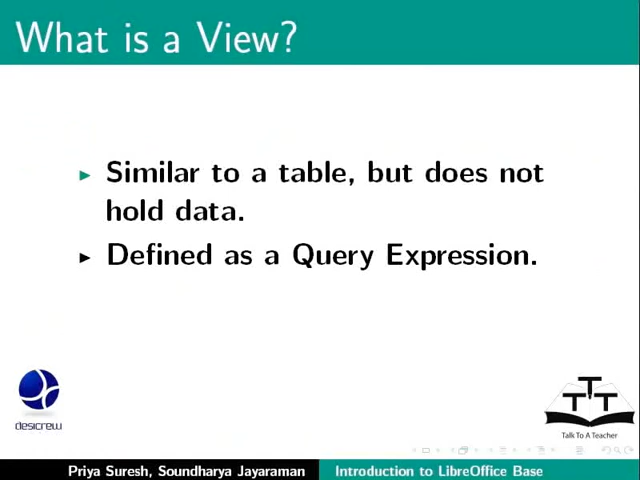 What is a View?
Similar to a table, but does not
hold data.
Defined as a Query Expression.
desicrew
T T T
Talk To A Teacher
Priya Suresh, Soundharya Jayaraman
Introduction to LibreOffice Base